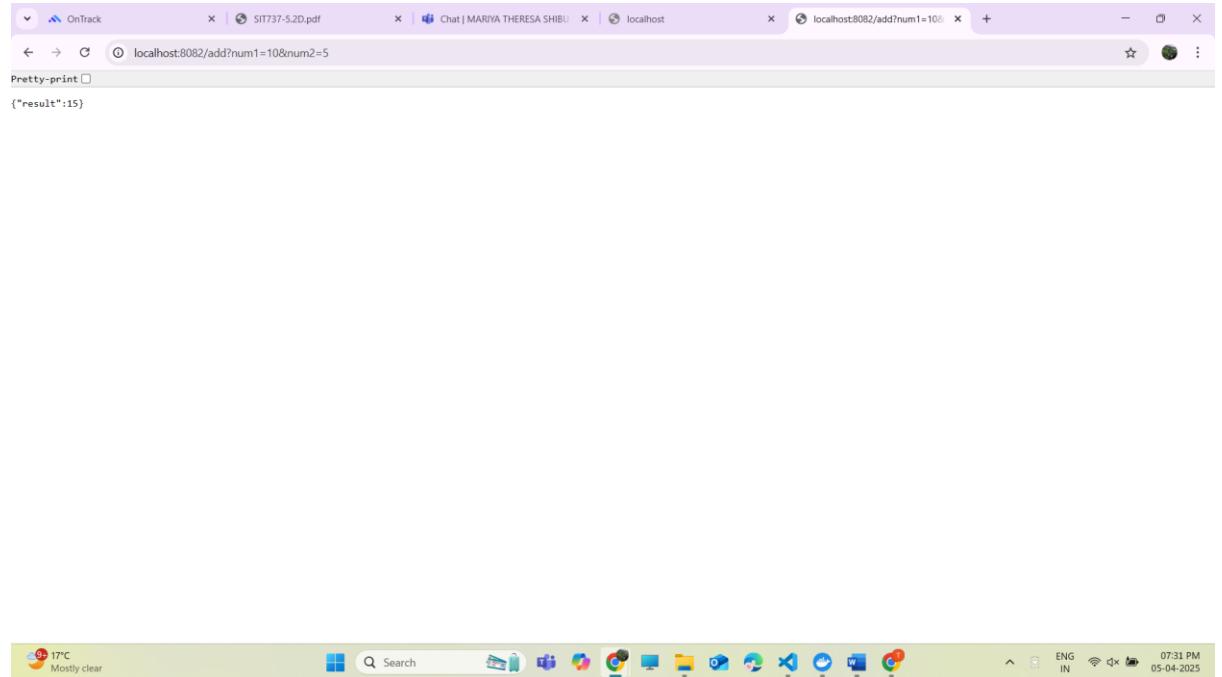 OnTrack
SIT737-5.2D.pdf
Chat | MARIYA THERESA SHIBU
localhost
localhost:8082/add?num1=10&
localhost:8082/add?num1=10&num2=5
Pretty-print
{"result":15}
9+
17°C
Mostly clear
Search
ENG
IN
07:31 PM
05-04-2025